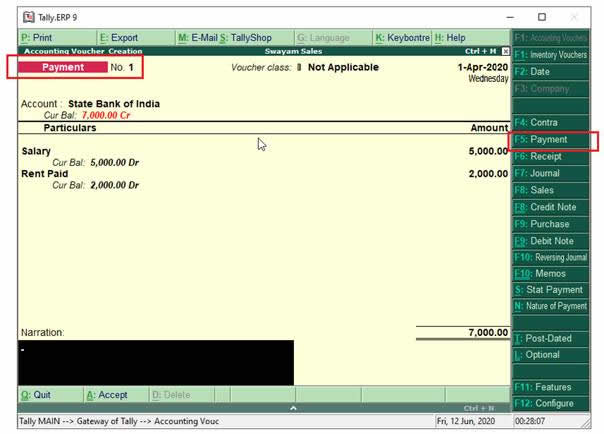 Tally.ERP 9
P: Print E: Export M: E-Mail S: TallyShop G: Language K: Keyboard H: Help
Accounting Voucher Creation Swayam Sales Ctrl + M
Payment No. 1 Voucher class: Not Applicable 1-Apr-2020
Wednesday
Account : State Bank of India
Cur Bal: 7,000.00 Cr
Particulars Amount
Salary 5,000.00
Cur Bal: 5,000.00 Dr
Rent Paid 2,000.00
Cur Bal: 2,000.00 Dr
Narration: 7,000.00
Q: Quit A: Accept D: Delete
Ctrl + N
Tally MAIN --> Gateway of Tally --> Accounting Vouc Fri, 12 Jun, 2020 00:28:07
F1: Accounting Vouchers
F1: Inventory Vouchers
F2: Date
F3: Company
F4: Contra
F5: Payment
F6: Receipt
F7: Journal
F8: Sales
F8: Credit Note
F9: Purchase
F9: Debit Note
F10: Reversing Journal
F10: Memos
S: Stat Payment
N: Nature of Payment
T: Post-Dated
L: Optional
F11: Features
F12: Configure